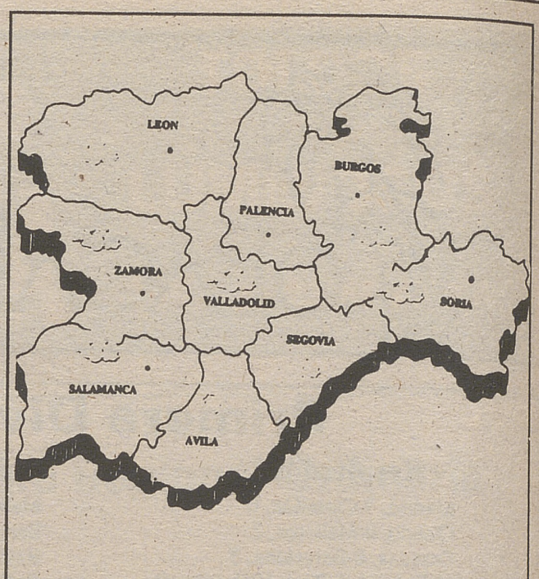 LEON
BURGOS
PALENCIA
ZAMORA
VALLADOLID
SORIA
SEGOVIA
SALAMANCA
AVILA